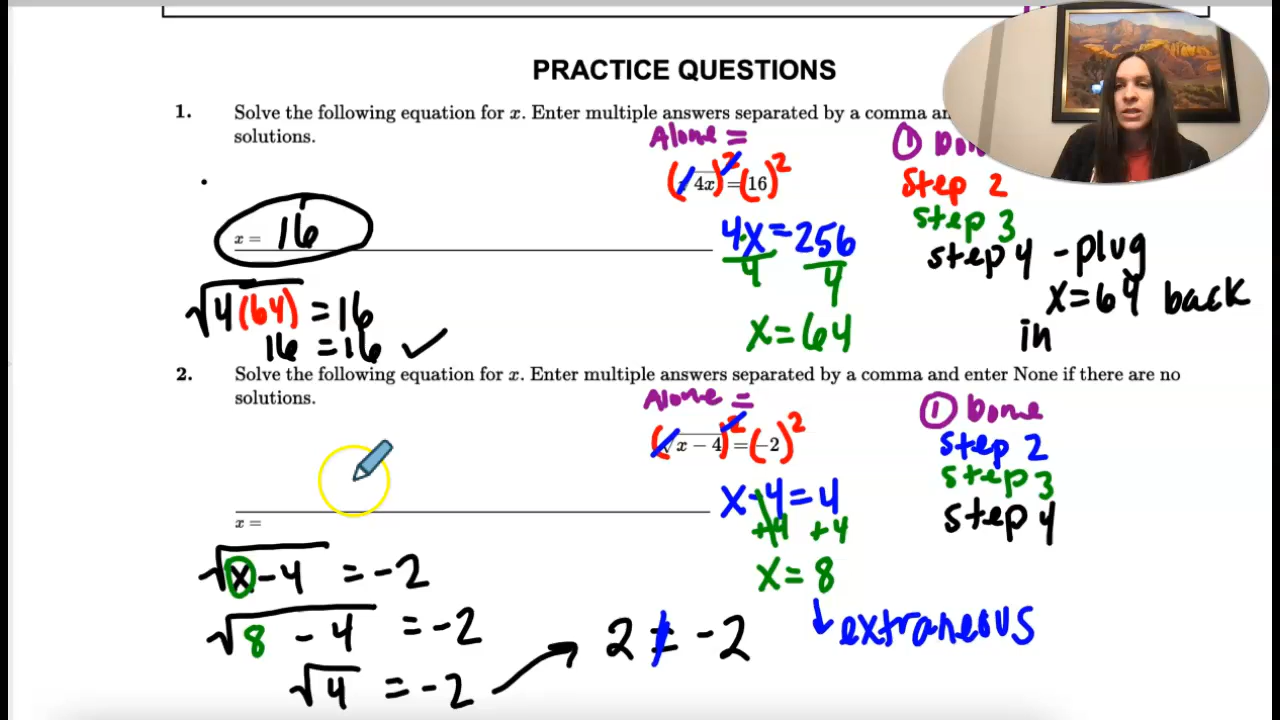 PRACTICE QUESTIONS
1. Solve the following equation for x. Enter multiple answers separated by a comma an
solutions.
Alone =
① Don
(√4x)² = (16)²
Step 2
step 3
x = 16
4x = 256
4 4
step 4 - plug
x = 64 back
in
√4(64) = 16
x = 64
16 = 16 ✓
2. Solve the following equation for x. Enter multiple answers separated by a comma and enter None if there are no
solutions.
Alone =
① Done
(√x − 4)² = (−2)²
step 2
step 3
x - 4 = 4
step 4
+4 +4
x =
√x - 4 = -2
x = 8
√8 - 4 = -2
2 ≠ -2
↓ extraneous
√4 = -2